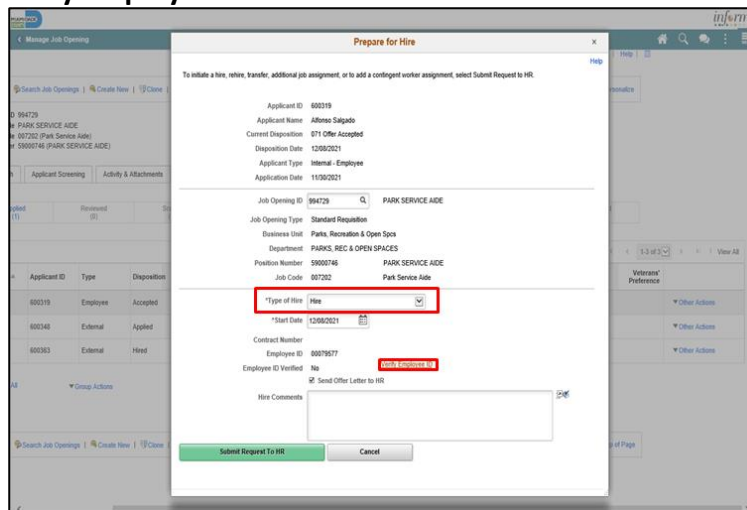 inform
Manage Job Opening
Prepare for Hire
x
Help
Help
To initiate a hire, rehire, transfer, additional job assignment, or to add a contingent worker assignment, select Submit Request to HR.
Search Job Openings | Create New | Clone |
Personalize
Applicant ID 600319
Applicant Name Alfonso Salgado
Current Disposition 071 Offer Accepted
Disposition Date 12/08/2021
Applicant Type Internal - Employee
Application Date 11/30/2021
994729
PARK SERVICE AIDE
007202 (Park Service Aide)
59000746 (PARK SERVICE AIDE)
Applicant Screening
Activity & Attachments
Job Opening ID 994729 PARK SERVICE AIDE
Job Opening Type Standard Requisition
Business Unit Parks, Recreation & Open Spcs
Department PARKS, REC & OPEN SPACES
Position Number 59000746 PARK SERVICE AIDE
Job Code 007202 Park Service Aide
Applied
(1)
Reviewed
(0)
1-3 of 3
View All
Applicant ID Type Disposition
Veterans' Preference
*Type of Hire Hire
*Start Date 12/08/2021
Contract Number
Employee ID 00079577
Employee ID Verified No
Verify Employee ID
Send Offer Letter to HR
Hire Comments
600319 Employee Accepted
Other Actions
600348 External Applied
Other Actions
600363 External Hired
Other Actions
All
Group Actions
Submit Request To HR
Cancel
Search Job Openings | Create New | Clone |
Top of Page